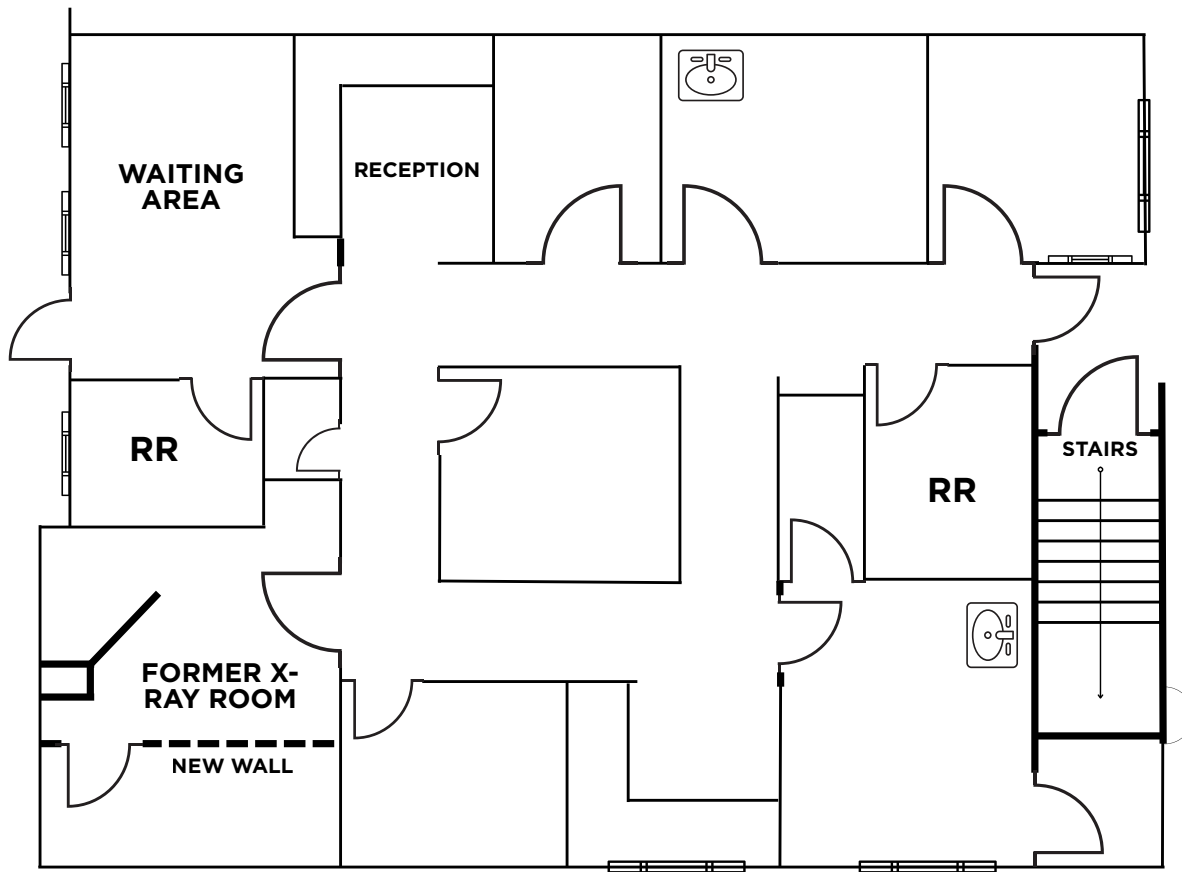 WAITING
AREA
RECEPTION
RR
STAIRS
RR
FORMER X-
RAY ROOM
NEW WALL